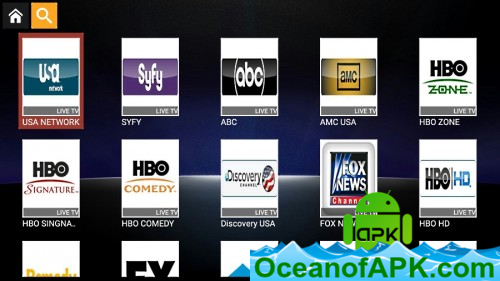 usa
network
Syfy
abc
amc
HBO
ZONE
LIVE TV
LIVE TV
LIVE TV
LIVE TV
LIVE TV
USA NETWORK
SYFY
ABC
AMC USA
HBO ZONE
HBO
SIGNATURE
HBO
COMEDY.
Discovery
CHANNEL
FOX
NEWS
Channel
HBO HD
LIVE TV
LIVE TV
LIVE TV
LIVE TV
LIVE TV
HBO SINGNA..
HBO COMEDY
Discovery USA
FOX N
HBO HD
apk
FX
OceanofAPK.com